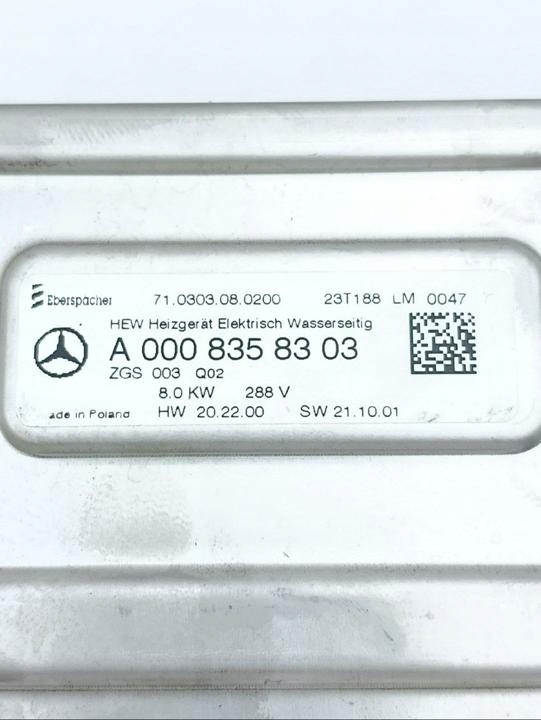 Eberspächer 71.0303.08.0200 23T188 LM 0047
HEW Heizgerät Elektrisch Wasserseitig
A 000 835 83 03
ZGS 003 Q02
8.0 KW 288 V
ade in Poland HW 20.22.00 SW 21.10.01